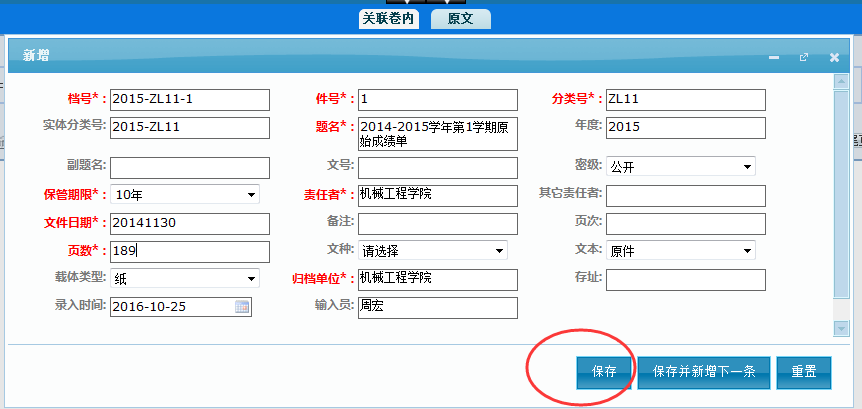 关联卷内 原文
新增
档号*： 2015-ZL11-1 件号*： 1 分类号*： ZL11
实体分类号： 2015-ZL11 题名*： 2014-2015学年第1学期原
始成绩单 年度： 2015
副题名： 文号： 密级： 公开
保管期限*： 10年 责任者*： 机械工程学院 其它责任者：
文件日期*： 20141130 备注： 页次：
页数*： 189 文种： 请选择 文本： 原件
载体类型： 纸 归档单位*： 机械工程学院 存址：
录入时间： 2016-10-25 输入员： 周宏
保存 保存并新增下一条 重置